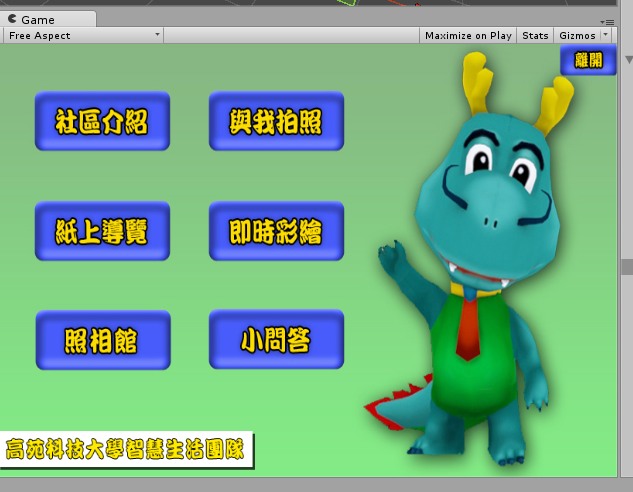 Game
Free Aspect
Maximize on Play
Stats
Gizmos
離開
社區介紹
與我拍照
紙上導覽
即時彩繪
照相館
小問答
高苑科技大學智慧生活團隊